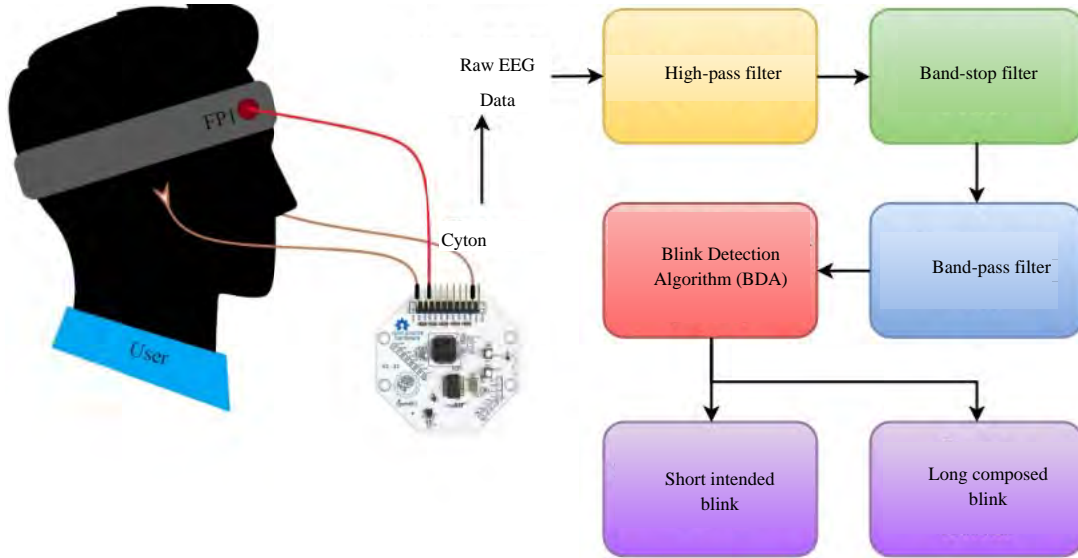 FP1
User
Cyton
Raw EEG
Data
High-pass filter
Band-stop filter
Band-pass filter
Blink Detection
Algorithm (BDA)
Short intended
blink
Long composed
blink